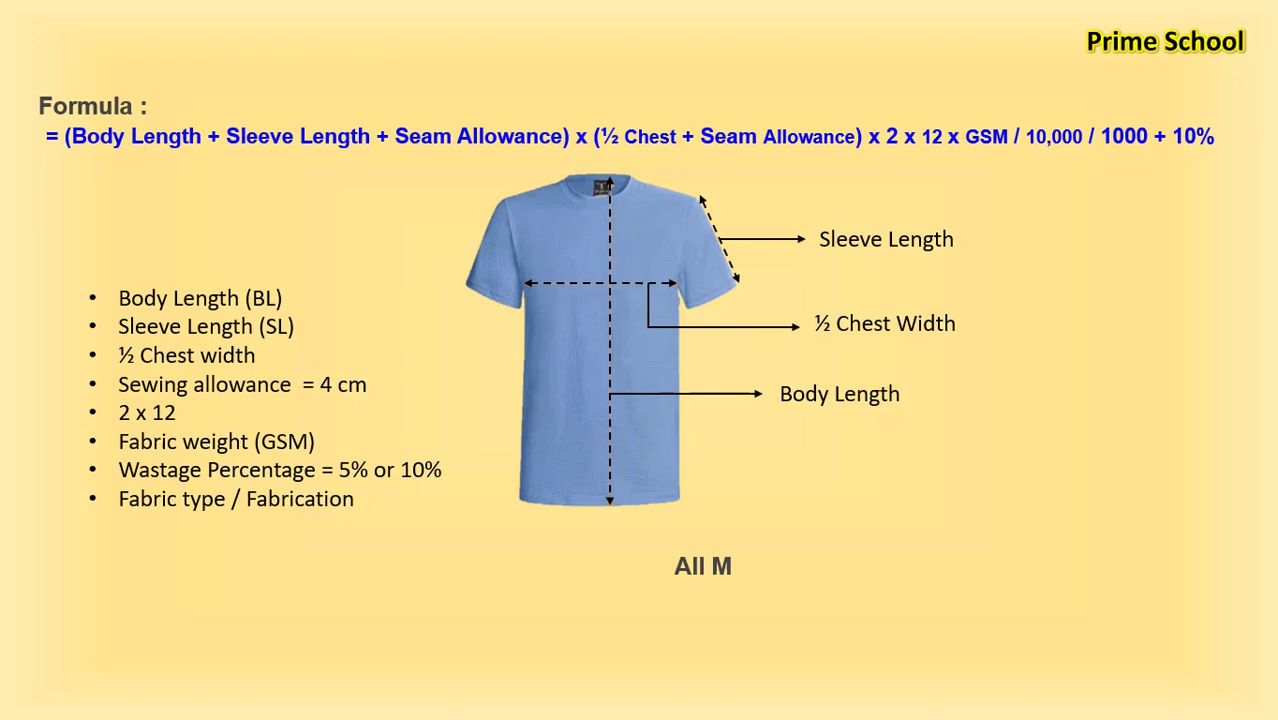 Prime School
Formula :
= (Body Length + Sleeve Length + Seam Allowance) x (½ Chest + Seam Allowance) x 2 x 12 x GSM / 10,000 / 1000 + 10%
Sleeve Length
• Body Length (BL)
• Sleeve Length (SL)
½ Chest Width
• ½ Chest width
• Sewing allowance = 4 cm
Body Length
• 2 x 12
• Fabric weight (GSM)
• Wastage Percentage = 5% or 10%
• Fabric type / Fabrication
All M